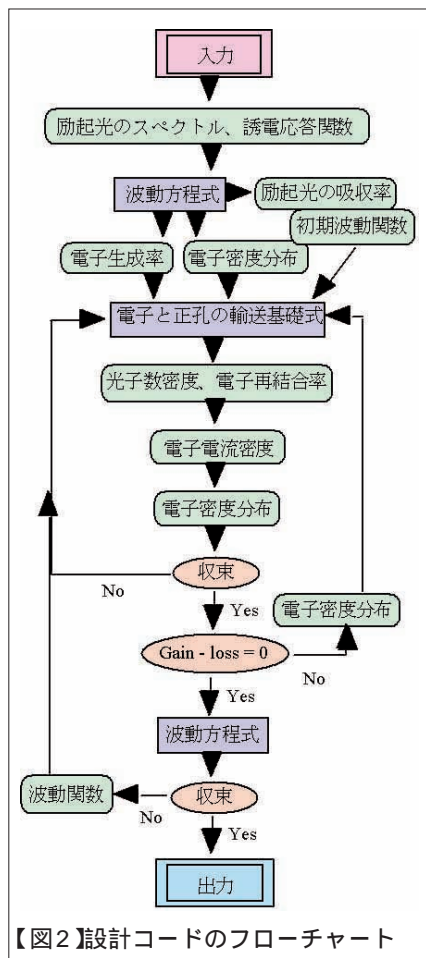 入力
励起光のスペクトル、誘電応答関数
波動方程式
励起光の吸収率
初期波動関数
電子生成率
電子密度分布
電子と正孔の輸送基礎式
光子数密度、電子再結合率
電子電流密度
電子密度分布
収束
No
Yes
電子密度分布
Gain - loss = 0
No
Yes
波動方程式
波動関数
収束
No
Yes
出力
【図2】設計コードのフローチャート